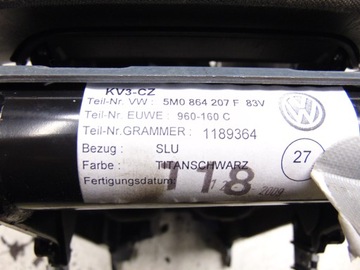 KV3-CZ
Teil-Nr. VW : 5M0 864 207 F 83V
Teil-Nr. EUWE : 960-160 C
Teil-Nr.GRAMMER : 1189364
Bezug : SLU
Farbe : TITANSCHWARZ
27
Fertigungsdatum:
118
2009